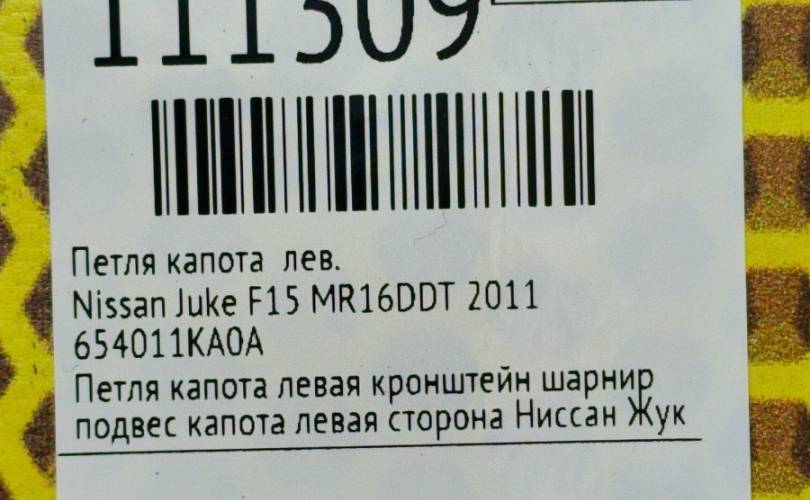 111309
Петля капота лев.
Nissan Juke F15 MR16DDT 2011
654011KA0A
Петля капота левая кронштейн шарнир
подвес капота левая сторона Ниссан Жук